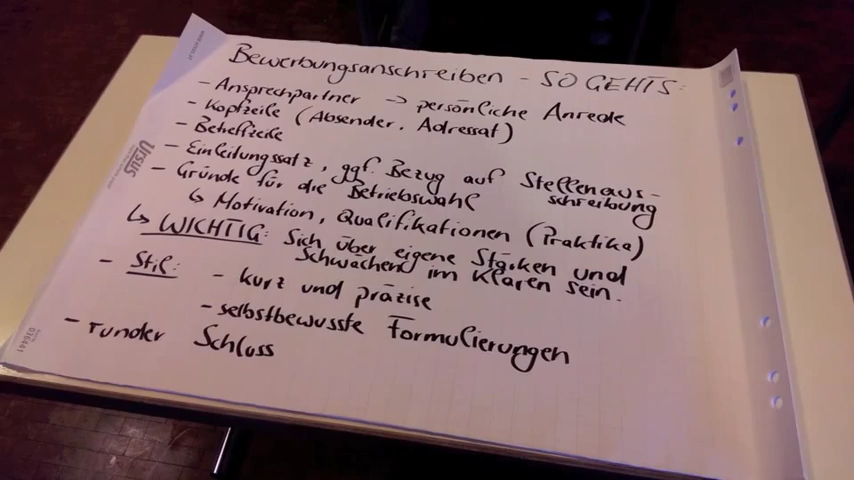 Bewerbungsanschreiben - SO GEHTS:
- Ansprechpartner -> persönliche Anrede
- Kopfzeile (Absender, Adressat)
- Betreffzeile
- Einleitungssatz, ggf. Bezug auf Stellenaus-
schreibung
- Gründe für die Betriebswahl
↳ Motivation, Qualifikationen (Praktika)
↳ WICHTIG: Sich über eigene Stärken und
Schwächen im Klaren sein.
- Stil: - kurz und präzise
- selbstbewusste Formulierungen
- runder Schluss
URSUS
036441